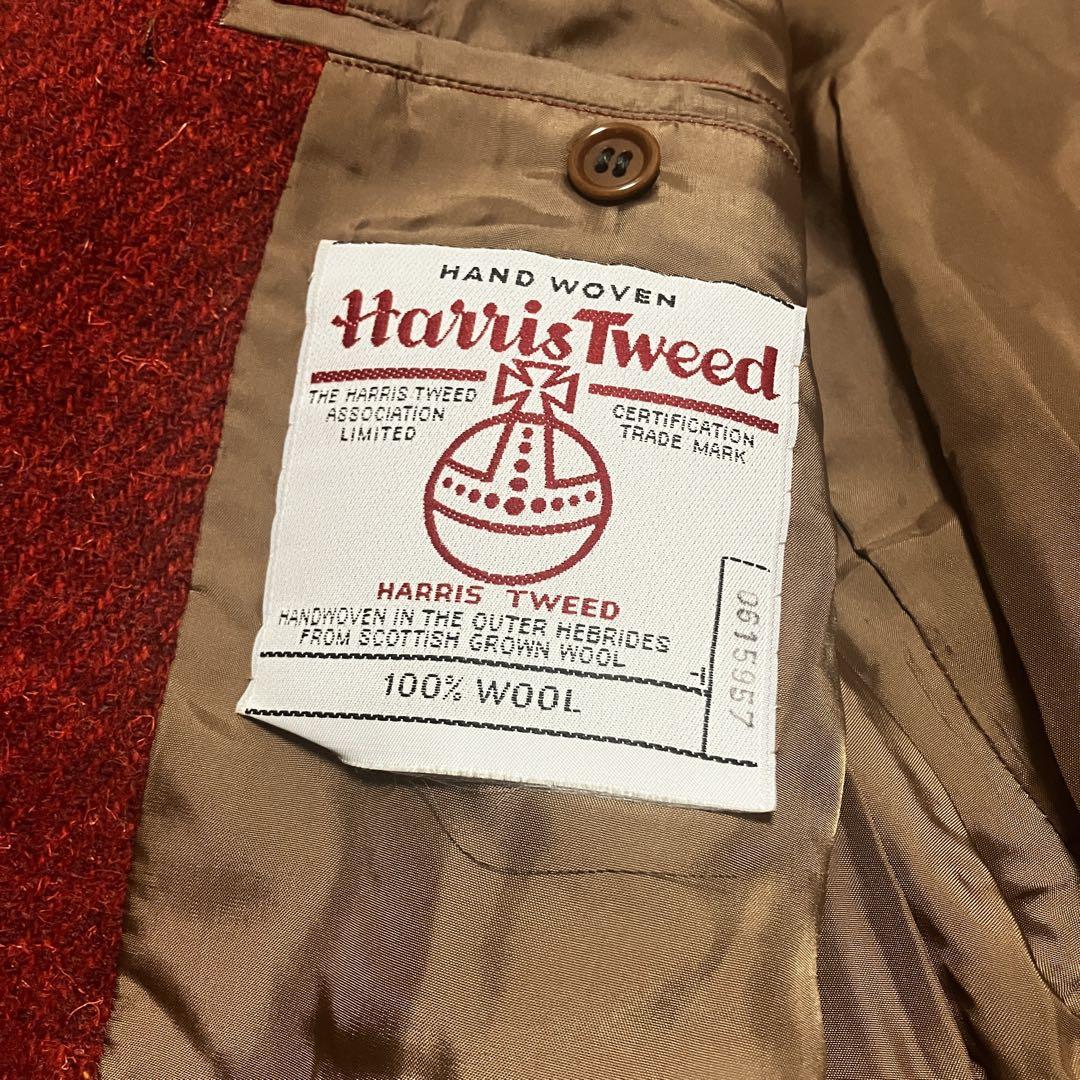 HAND WOVEN
Harris Tweed
THE HARRIS TWEED
ASSOCIATION
LIMITED
CERTIFICATION
TRADE MARK
HARRIS TWEED
HANDWOVEN IN THE OUTER HEBRIDES
FROM SCOTTISH GROWN WOOL
100% WOOL
0615957